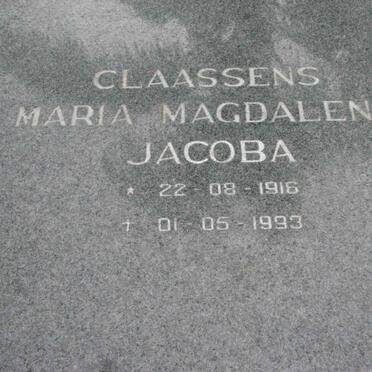 CLAASSENS
MARIA MAGDALEN
JACOBA
* 22-08-1916
† 01-05-1993